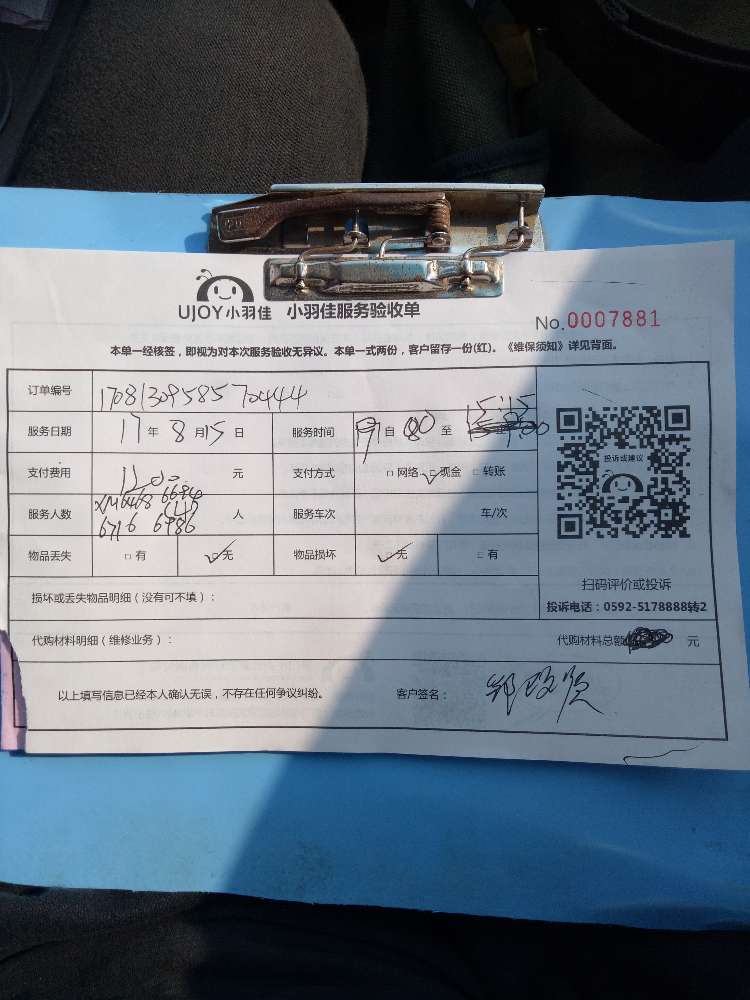 UJOY小羽佳 小羽佳服务验收单
No.0007881
本单一经核签，即视为对本次服务验收无异议。本单一式两份，客户留存一份(红)。《维保须知》详见背面。
订单编号 1708130958570444
服务日期 17年8月15日 服务时间 自 至 15:15
支付费用 1200 元 支付方式 □网络 □现金 □转账
服务人数 XM6468 6684 人 服务车次 车/次
6716 6986
物品丢失 □有 □无 物品损坏 □无 □有
投诉或建议
扫码评价或投诉
投诉电话：0592-5178888转2
损坏或丢失物品明细（没有可不填）：
代购材料明细（维修业务）： 代购材料总额 元
以上填写信息已经本人确认无误，不存在任何争议纠纷。 客户签名：